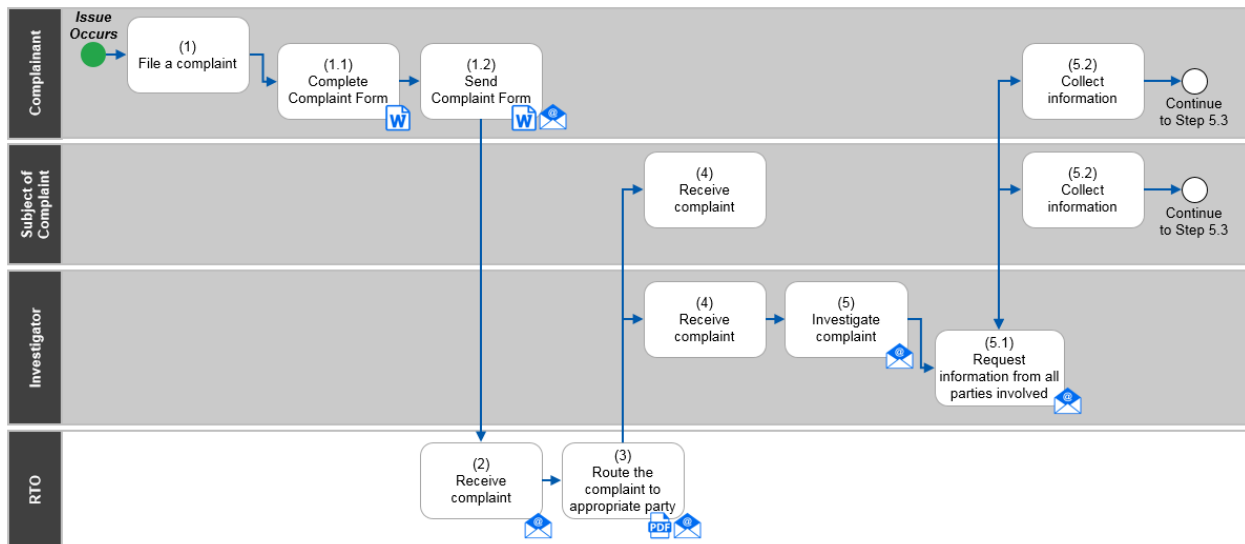 Complainant
Issue
Occurs
(1)
File a complaint
(1.1)
Complete
Complaint Form
W
(1.2)
Send
Complaint Form
W
@
(5.2)
Collect
information
Continue
to Step 5.3
Subject of
Complaint
(4)
Receive
complaint
(5.2)
Collect
information
Continue
to Step 5.3
Investigator
(4)
Receive
complaint
(5)
Investigate
complaint
@
(5.1)
Request
information from all
parties involved
@
RTO
(2)
Receive
complaint
@
(3)
Route the
complaint to
appropriate party
PDF
@